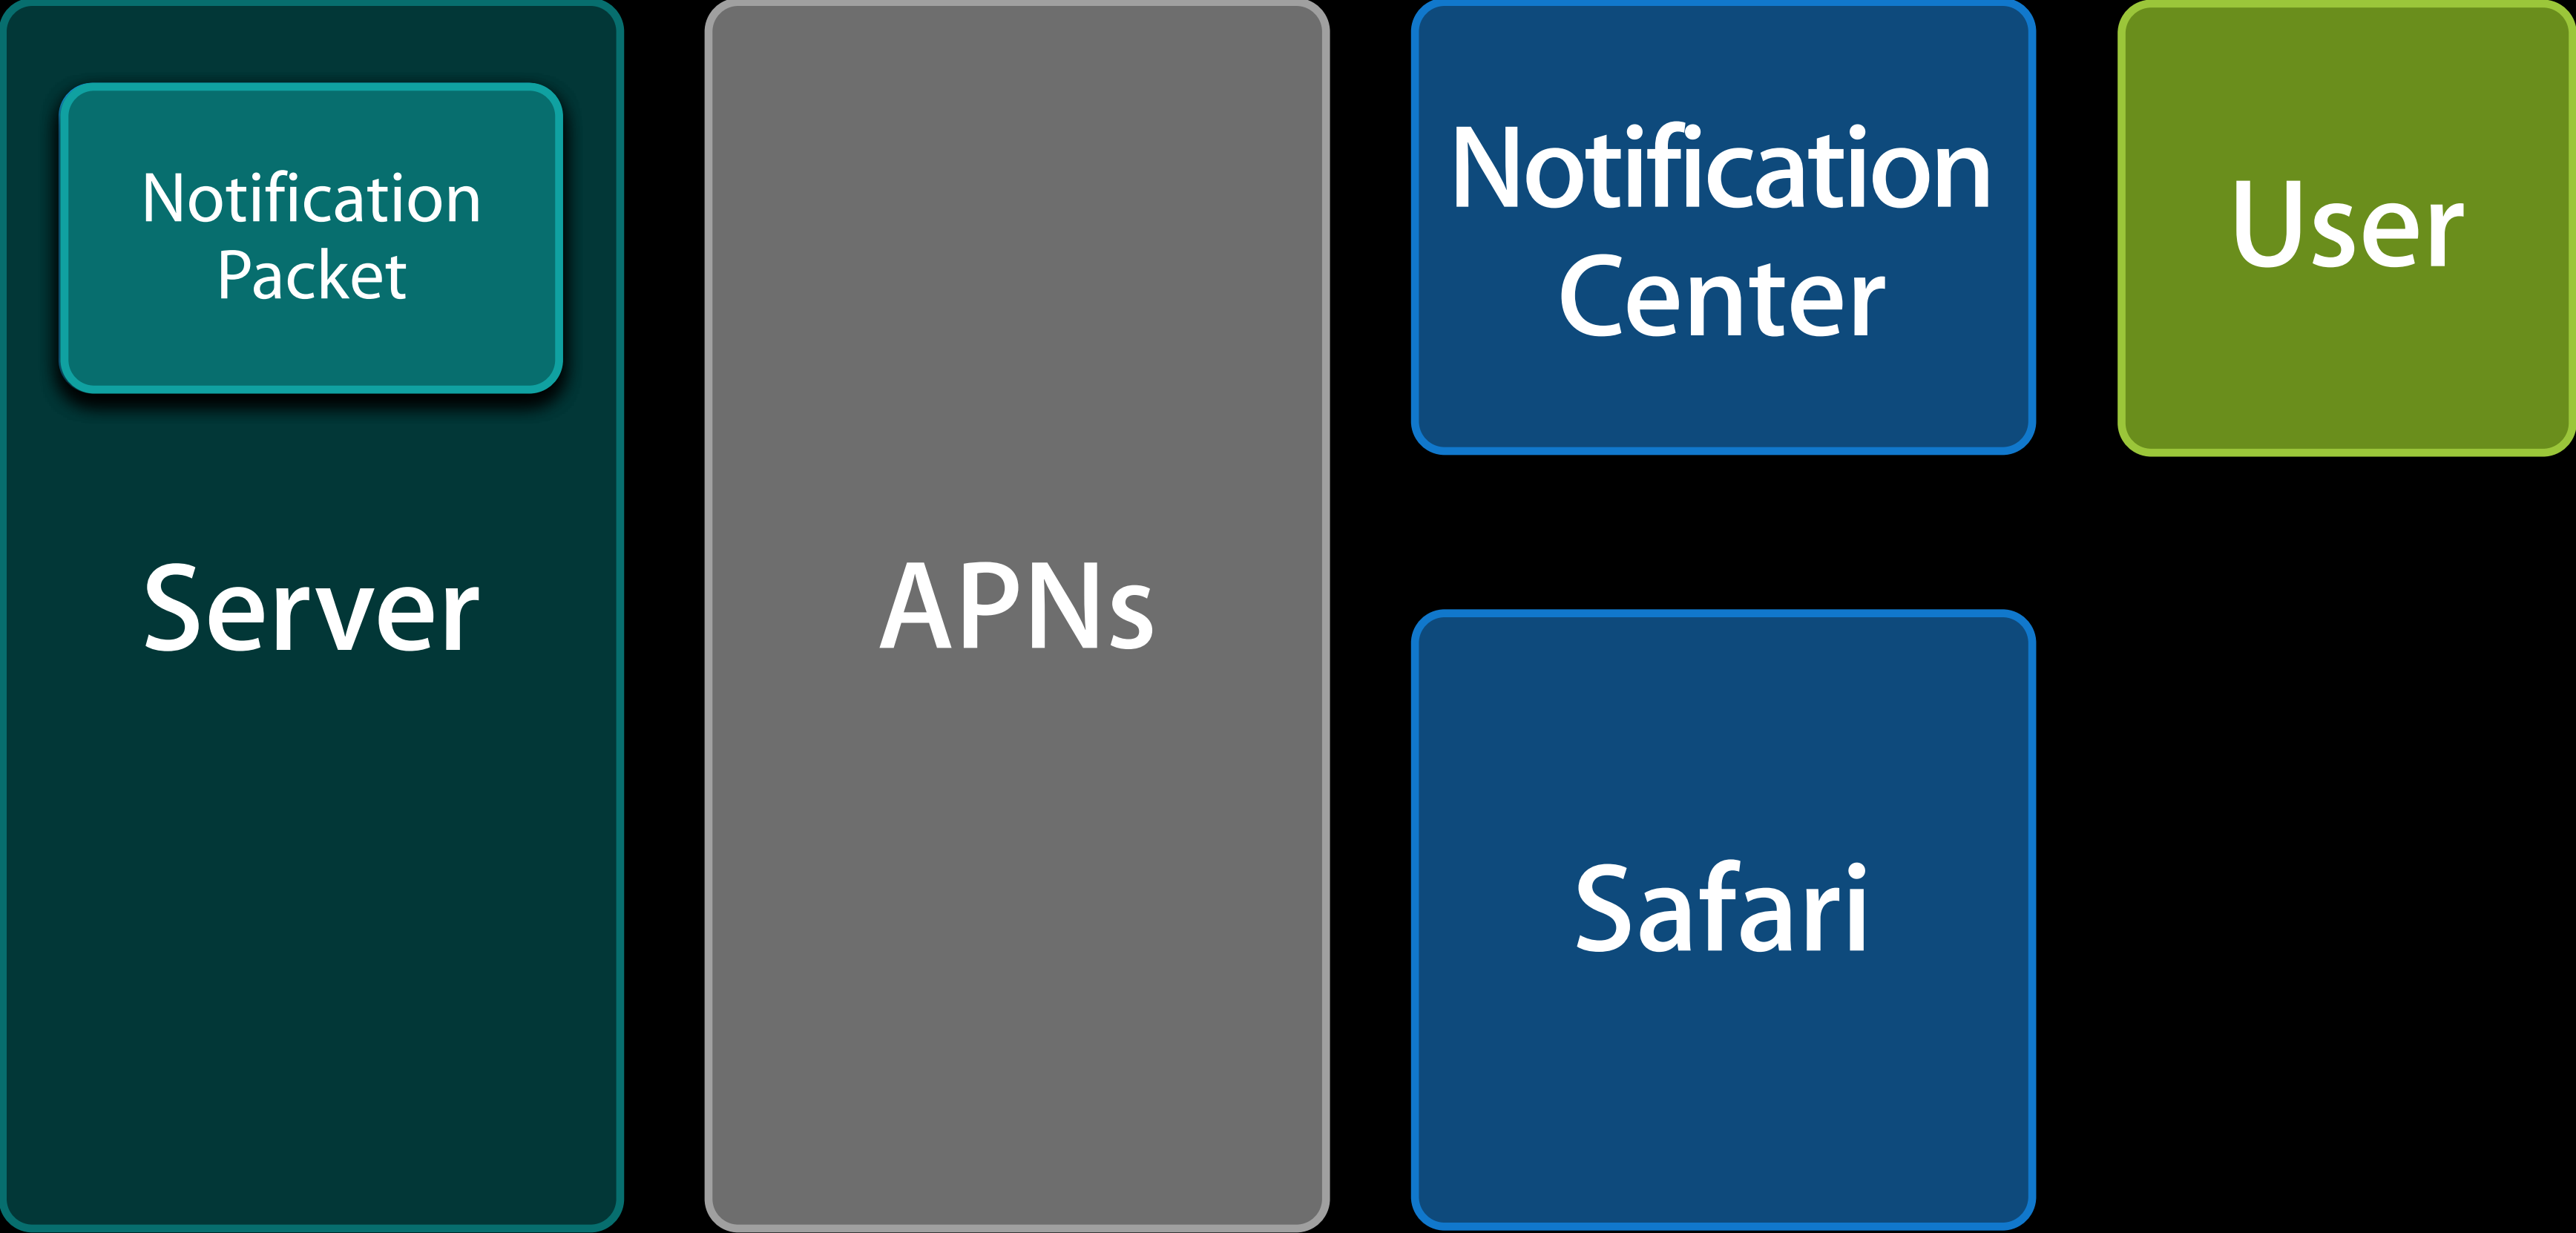 Notification
Packet
Server
APNs
Notification
Center
User
Safari